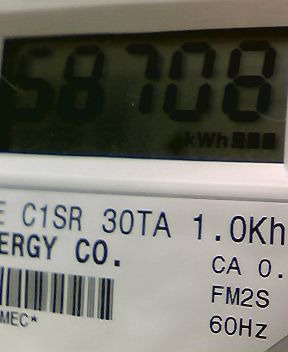 58708
kWh
E C1SR 30TA 1.0Kh
ERGY CO.
CA 0.
FM2S
MEC*
60Hz